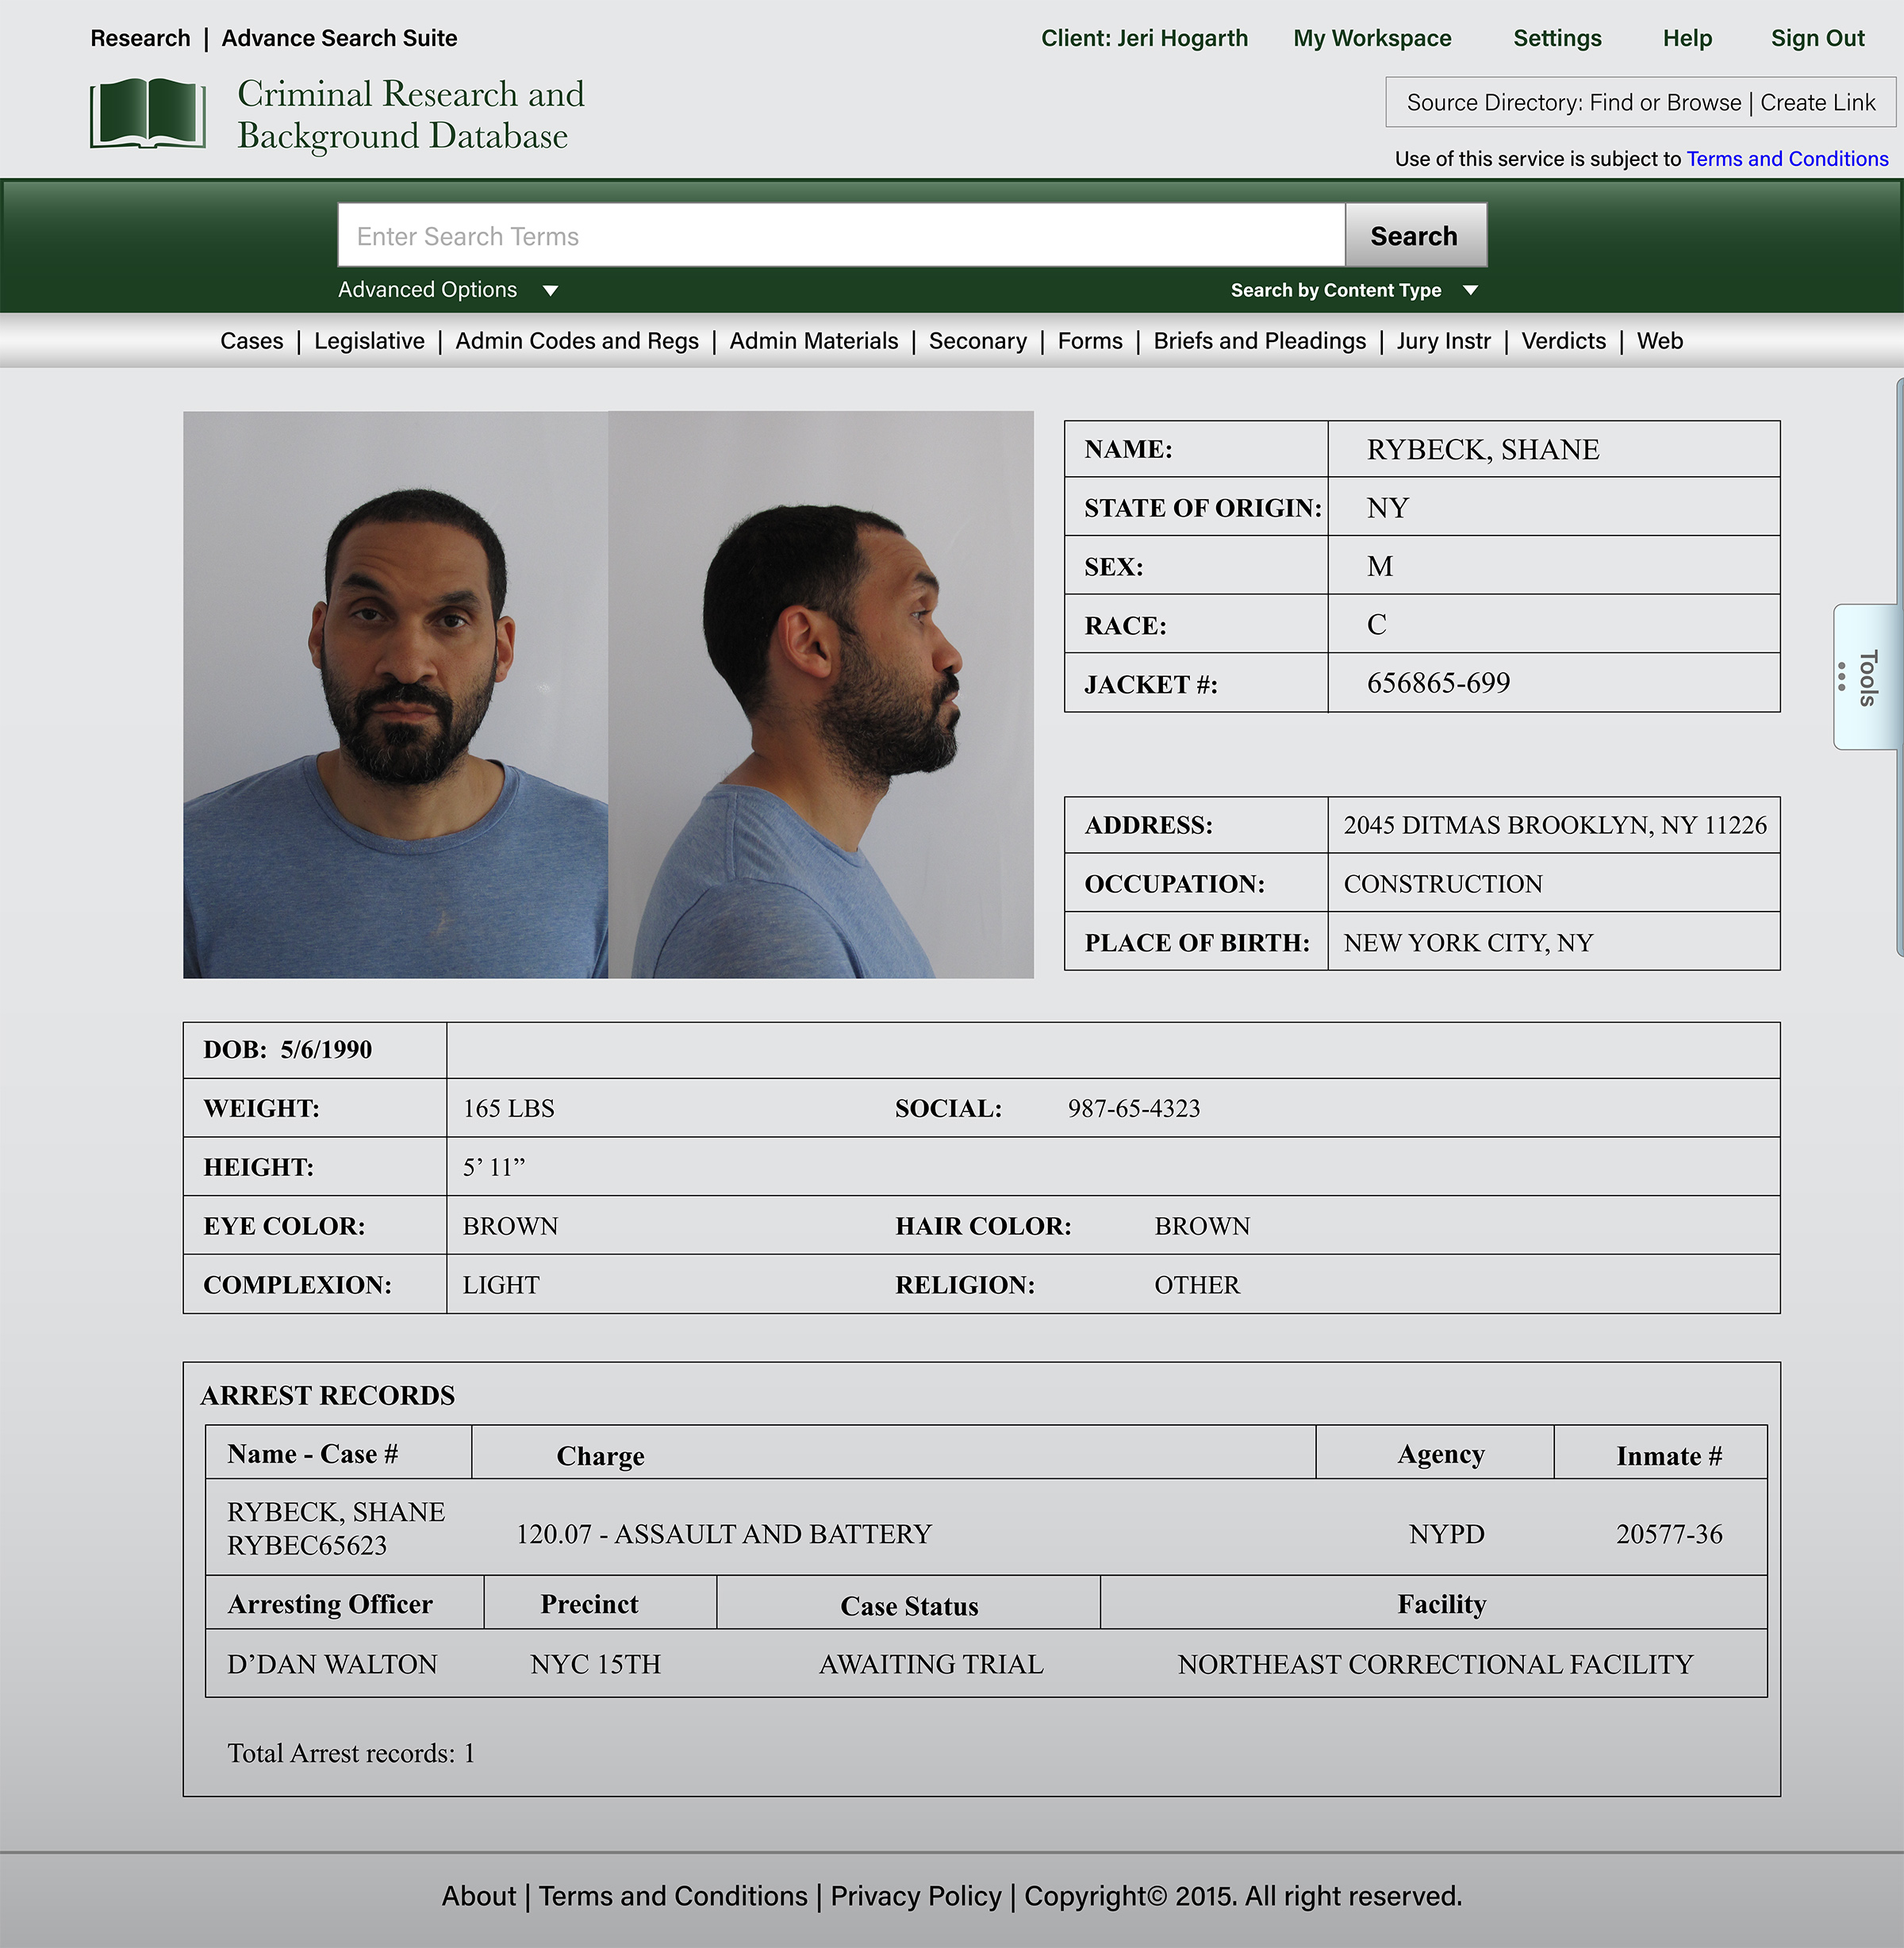 Research | Advance Search Suite
Client: Jeri Hogarth My Workspace Settings Help Sign Out
Criminal Research and
Background Database
Source Directory: Find or Browse | Create Link
Use of this service is subject to Terms and Conditions
Enter Search Terms
Search
Advanced Options
Search by Content Type
Cases | Legislative | Admin Codes and Regs | Admin Materials | Seconary | Forms | Briefs and Pleadings | Jury Instr | Verdicts | Web
NAME: RYBECK, SHANE
STATE OF ORIGIN: NY
SEX: M
RACE: C
JACKET #: 656865-699
Tools
ADDRESS: 2045 DITMAS BROOKLYN, NY 11226
OCCUPATION: CONSTRUCTION
PLACE OF BIRTH: NEW YORK CITY, NY
DOB: 5/6/1990
WEIGHT: 165 LBS SOCIAL: 987-65-4323
HEIGHT: 5’ 11”
EYE COLOR: BROWN HAIR COLOR: BROWN
COMPLEXION: LIGHT RELIGION: OTHER
ARREST RECORDS
Name - Case # Charge Agency Inmate #
RYBECK, SHANE
RYBEC65623
120.07 - ASSAULT AND BATTERY NYPD 20577-36
Arresting Officer Precinct Case Status Facility
D’DAN WALTON NYC 15TH AWAITING TRIAL NORTHEAST CORRECTIONAL FACILITY
Total Arrest records: 1
About | Terms and Conditions | Privacy Policy | Copyright© 2015. All right reserved.